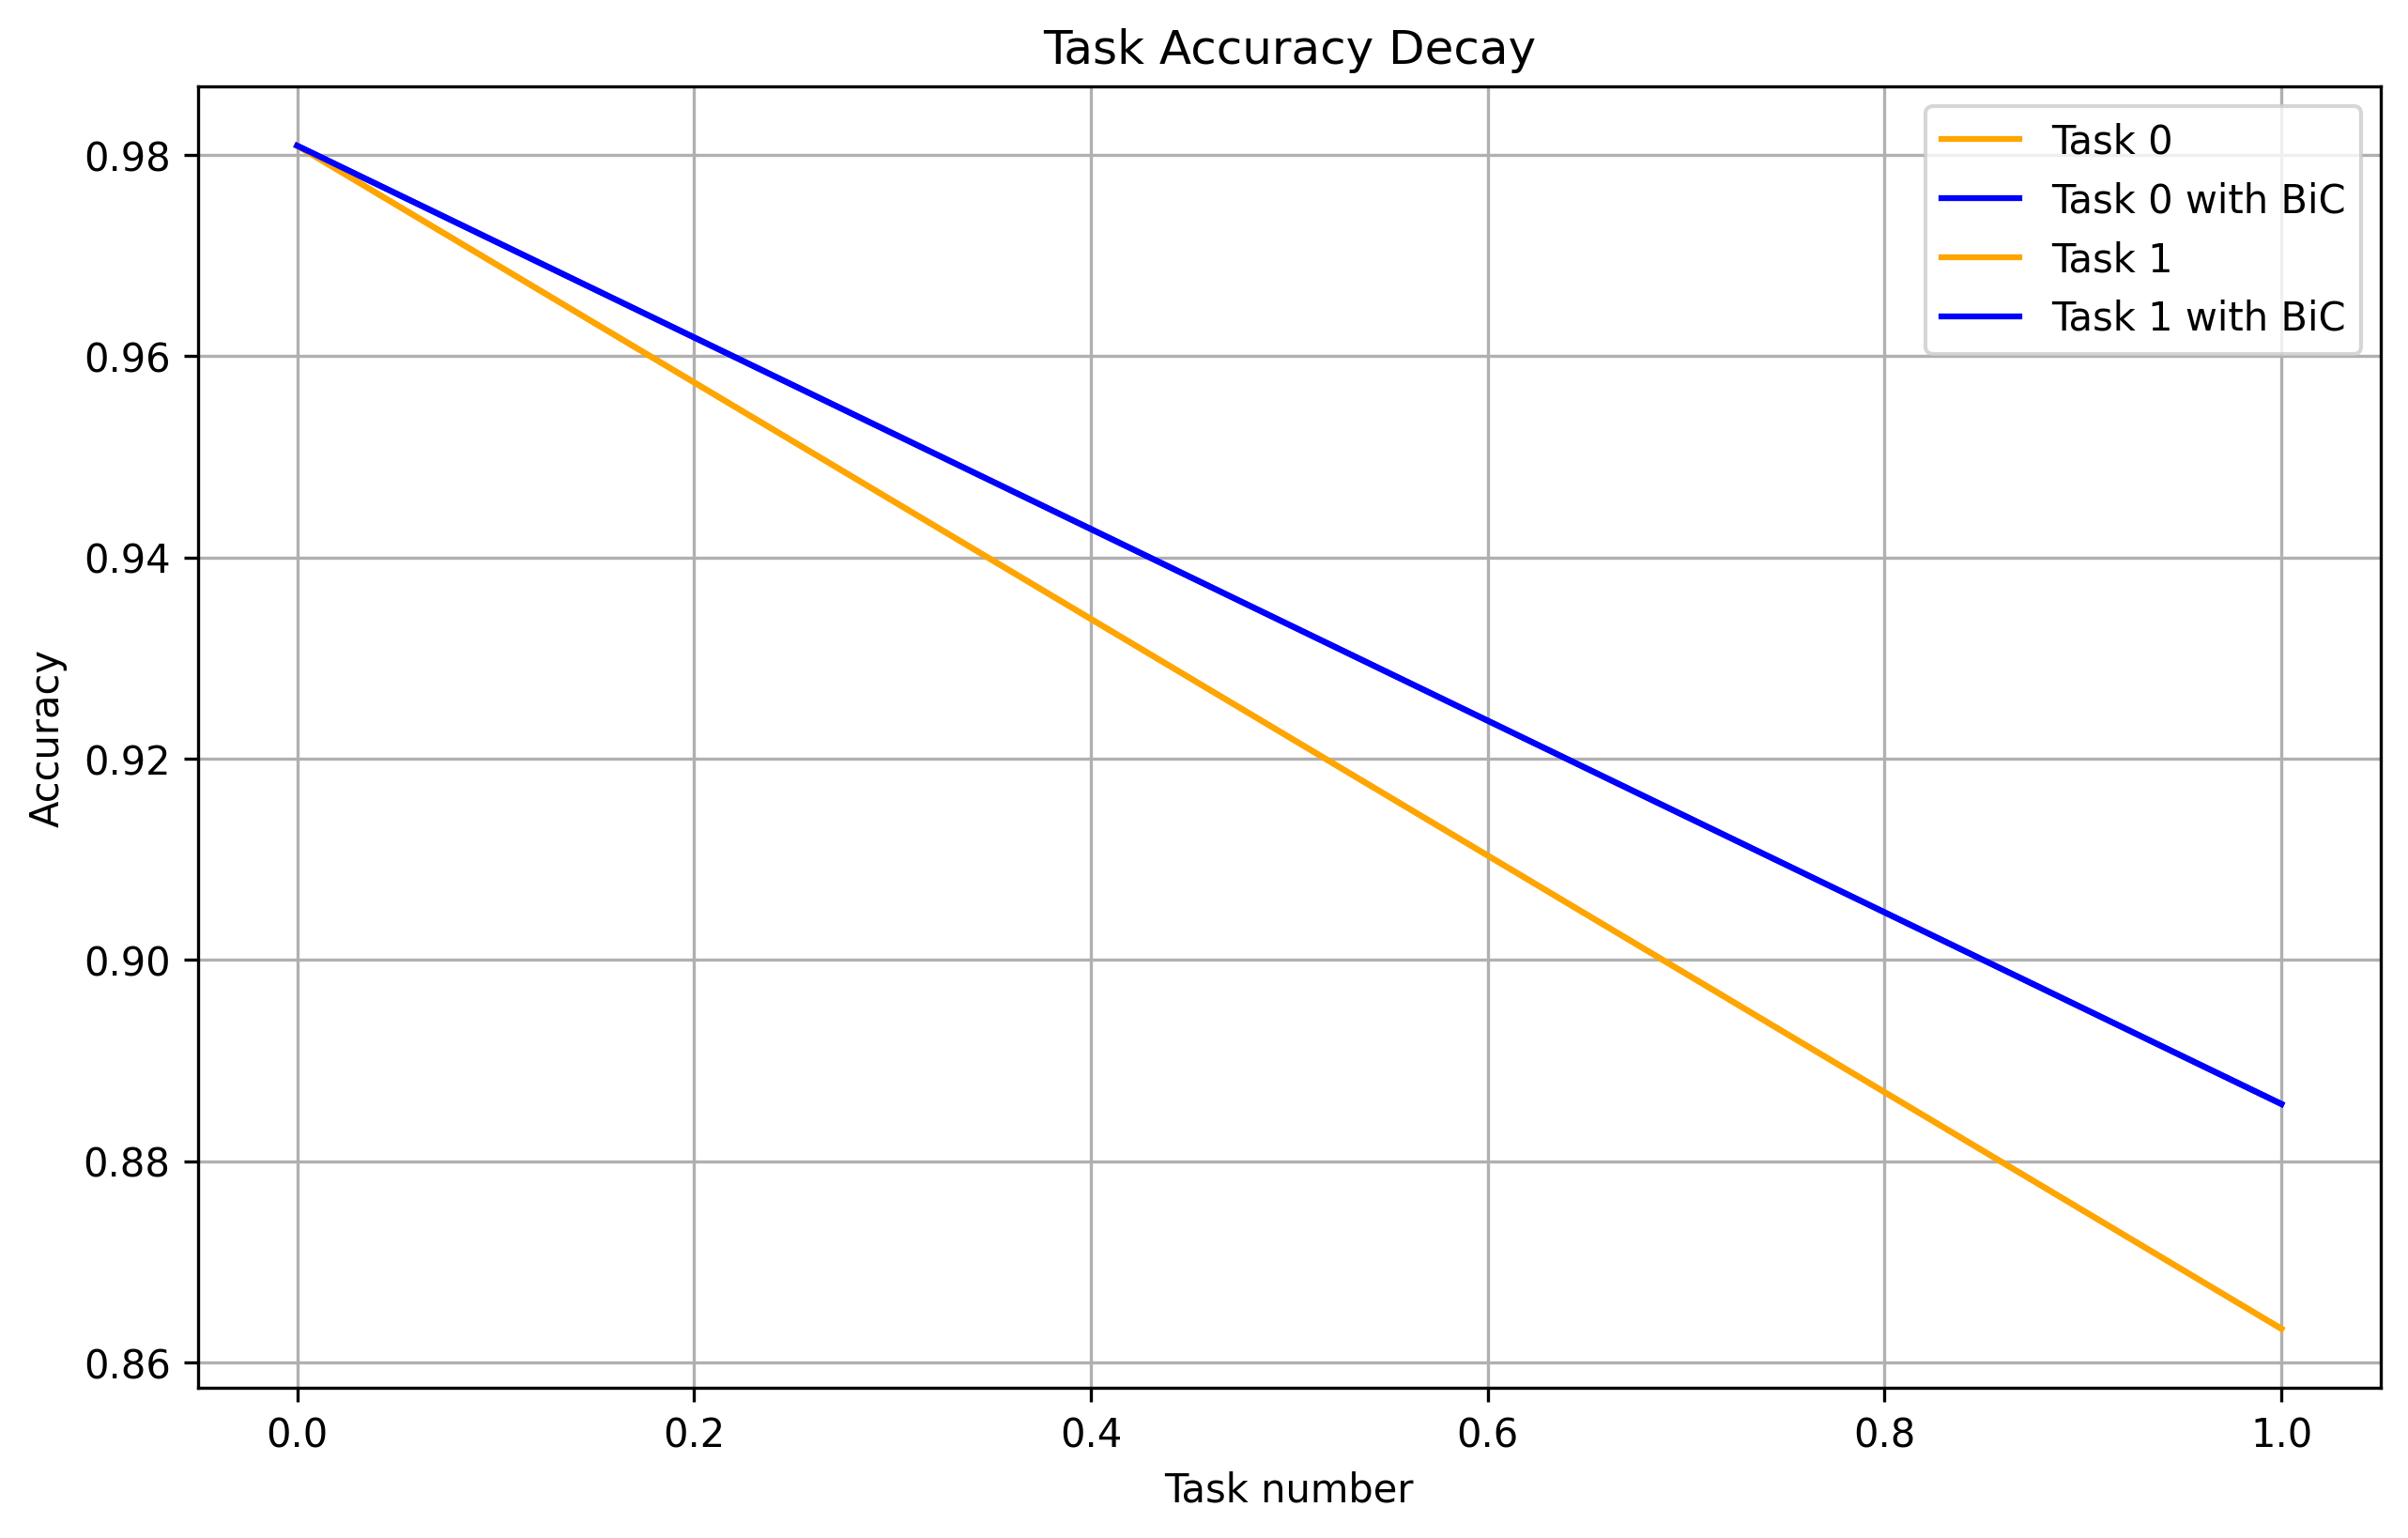 Task Accuracy Decay
Task 0
Task 0 with BiC
Task 1
Task 1 with BiC
0.98
0.96
0.94
0.92
0.90
0.88
0.86
Accuracy
0.0 0.2 0.4 0.6 0.8 1.0
Task number